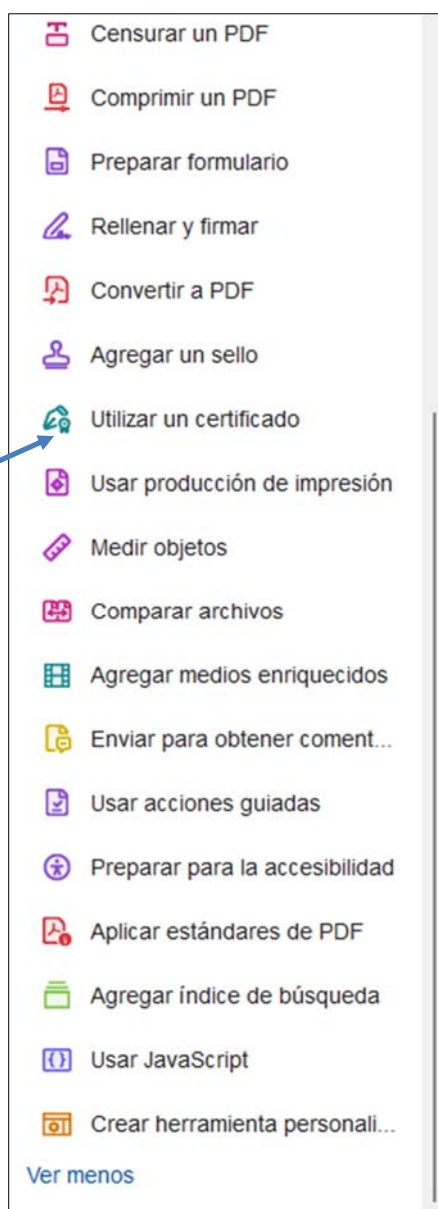 Censurar un PDF
Comprimir un PDF
Preparar formulario
Rellenar y firmar
Convertir a PDF
Agregar un sello
Utilizar un certificado
Usar producción de impresión
Medir objetos
Comparar archivos
Agregar medios enriquecidos
Enviar para obtener coment...
Usar acciones guiadas
Preparar para la accesibilidad
Aplicar estándares de PDF
Agregar índice de búsqueda
Usar JavaScript
Crear herramienta personali...
Ver menos